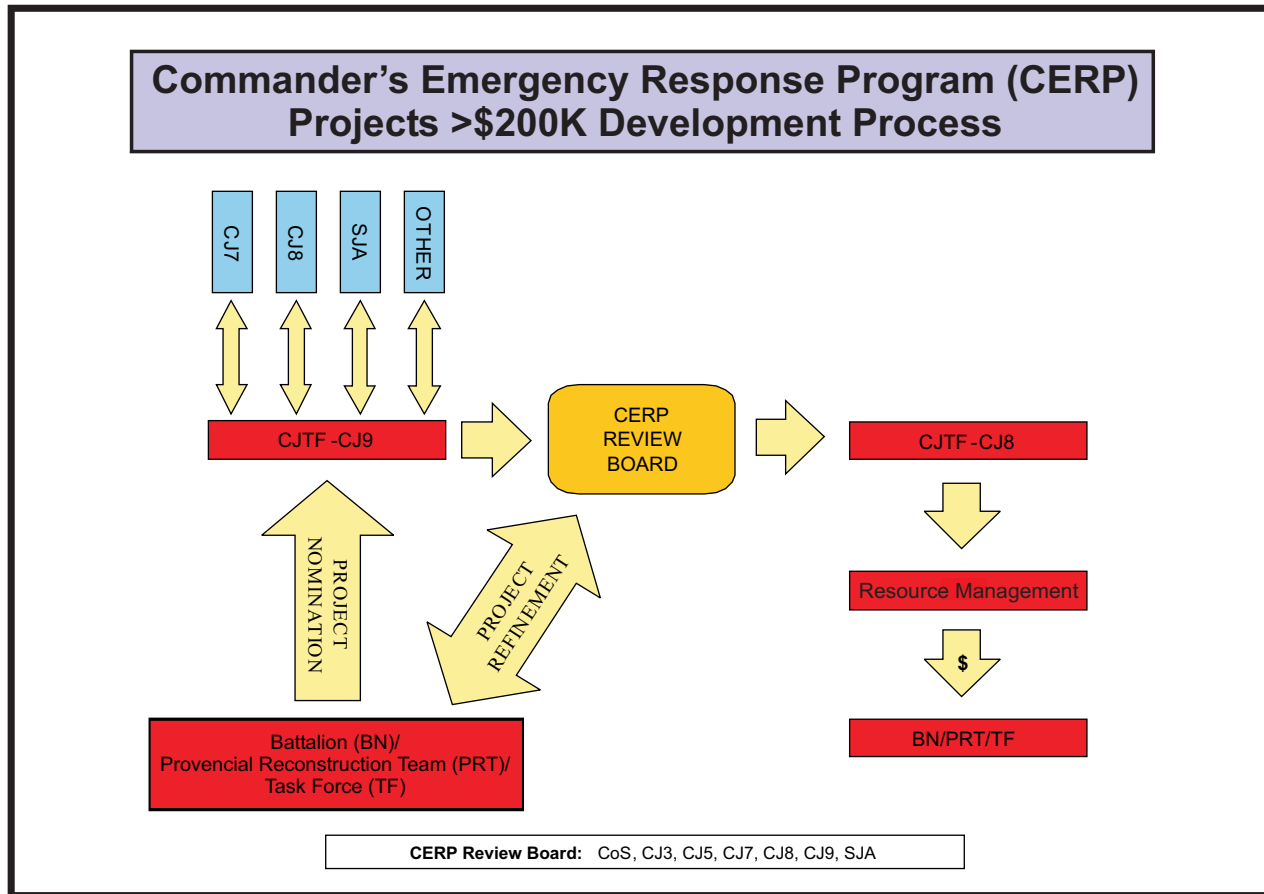 Commander’s Emergency Response Program (CERP)
Projects >$200K Development Process
CJ7
CJ8
SJA
OTHER
CJTF -CJ9
CERP
REVIEW
BOARD
CJTF -CJ8
PROJECT
NOMINATION
PROJECT
REFINEMENT
Resource Management
$
Battalion (BN)/
Provencial Reconstruction Team (PRT)/
Task Force (TF)
BN/PRT/TF
CERP Review Board: CoS, CJ3, CJ5, CJ7, CJ8, CJ9, SJA